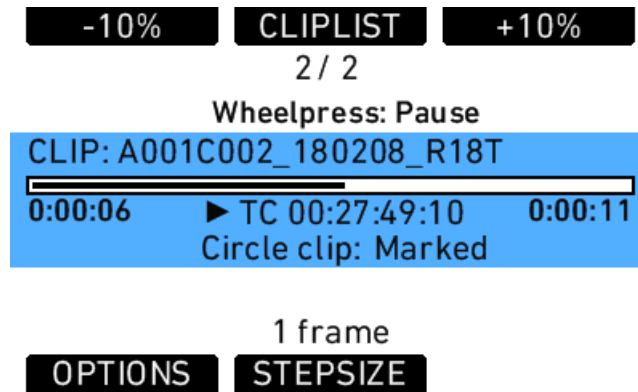 -10% CLIPLIST +10%
2/ 2
Wheelpress: Pause
CLIP: A001C002_180208_R18T
0:00:06 ▶ TC 00:27:49:10 0:00:11
Circle clip: Marked
1 frame
OPTIONS STEPSIZE